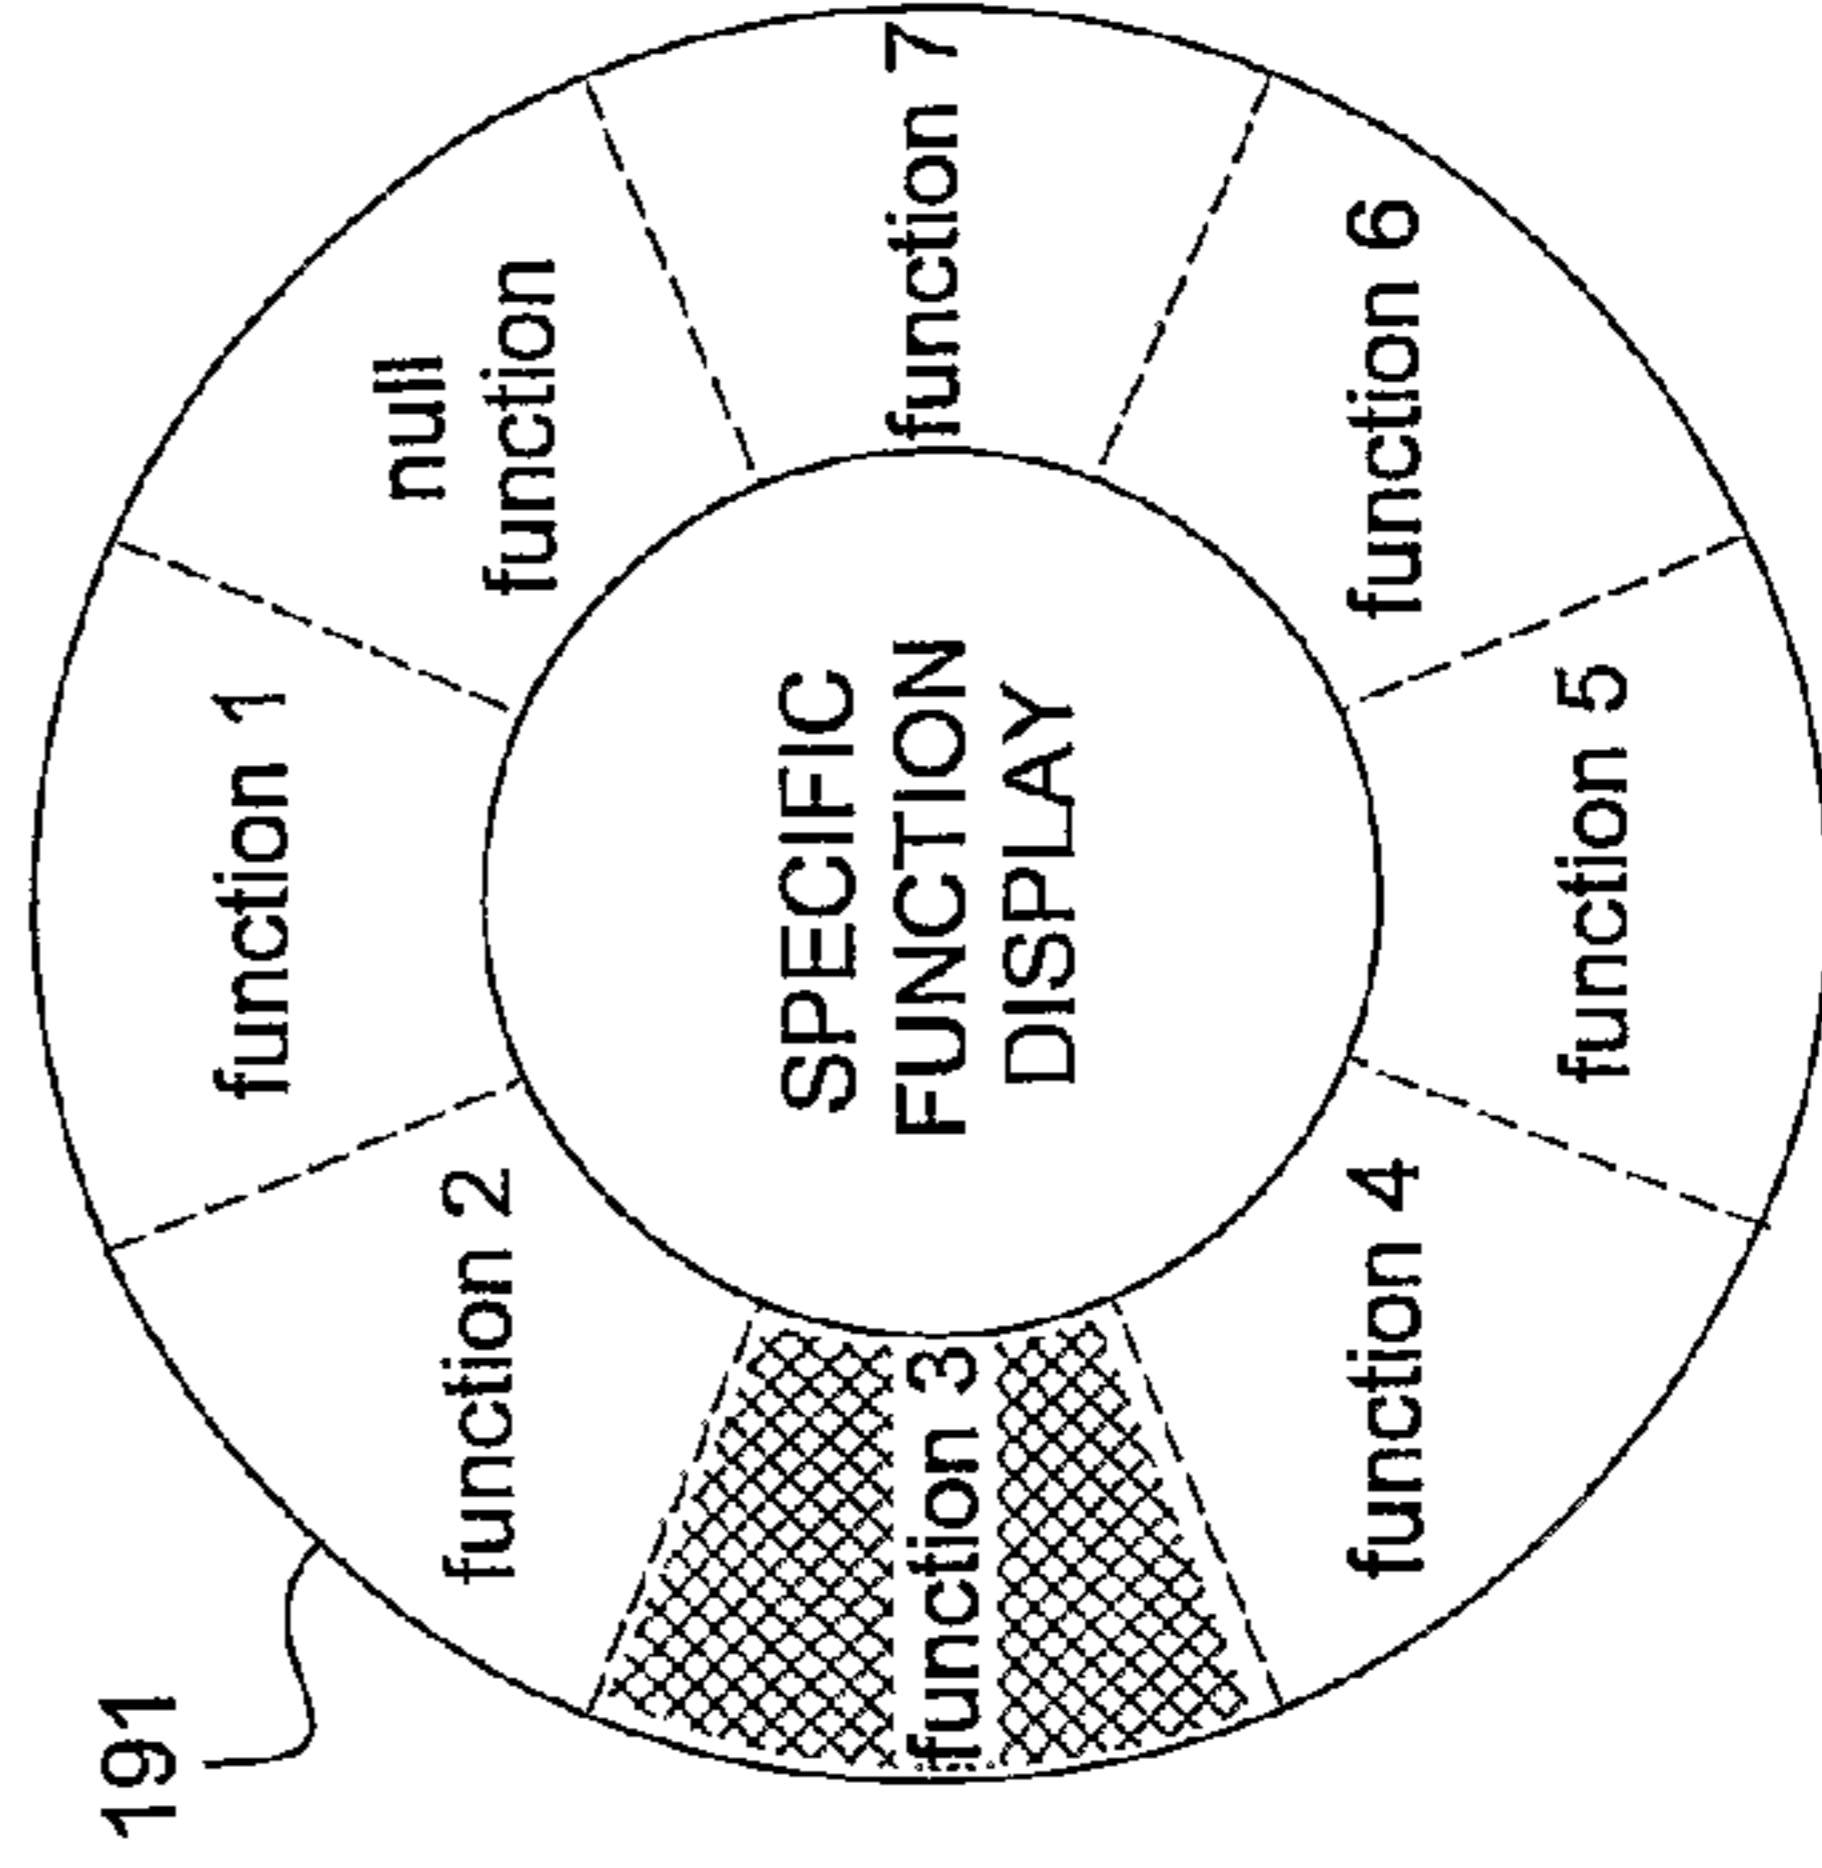 191
function 1
function 2
null
function
SPECIFIC
FUNCTION
DISPLAY
function 3
function 7
function 4
function 6
function 5